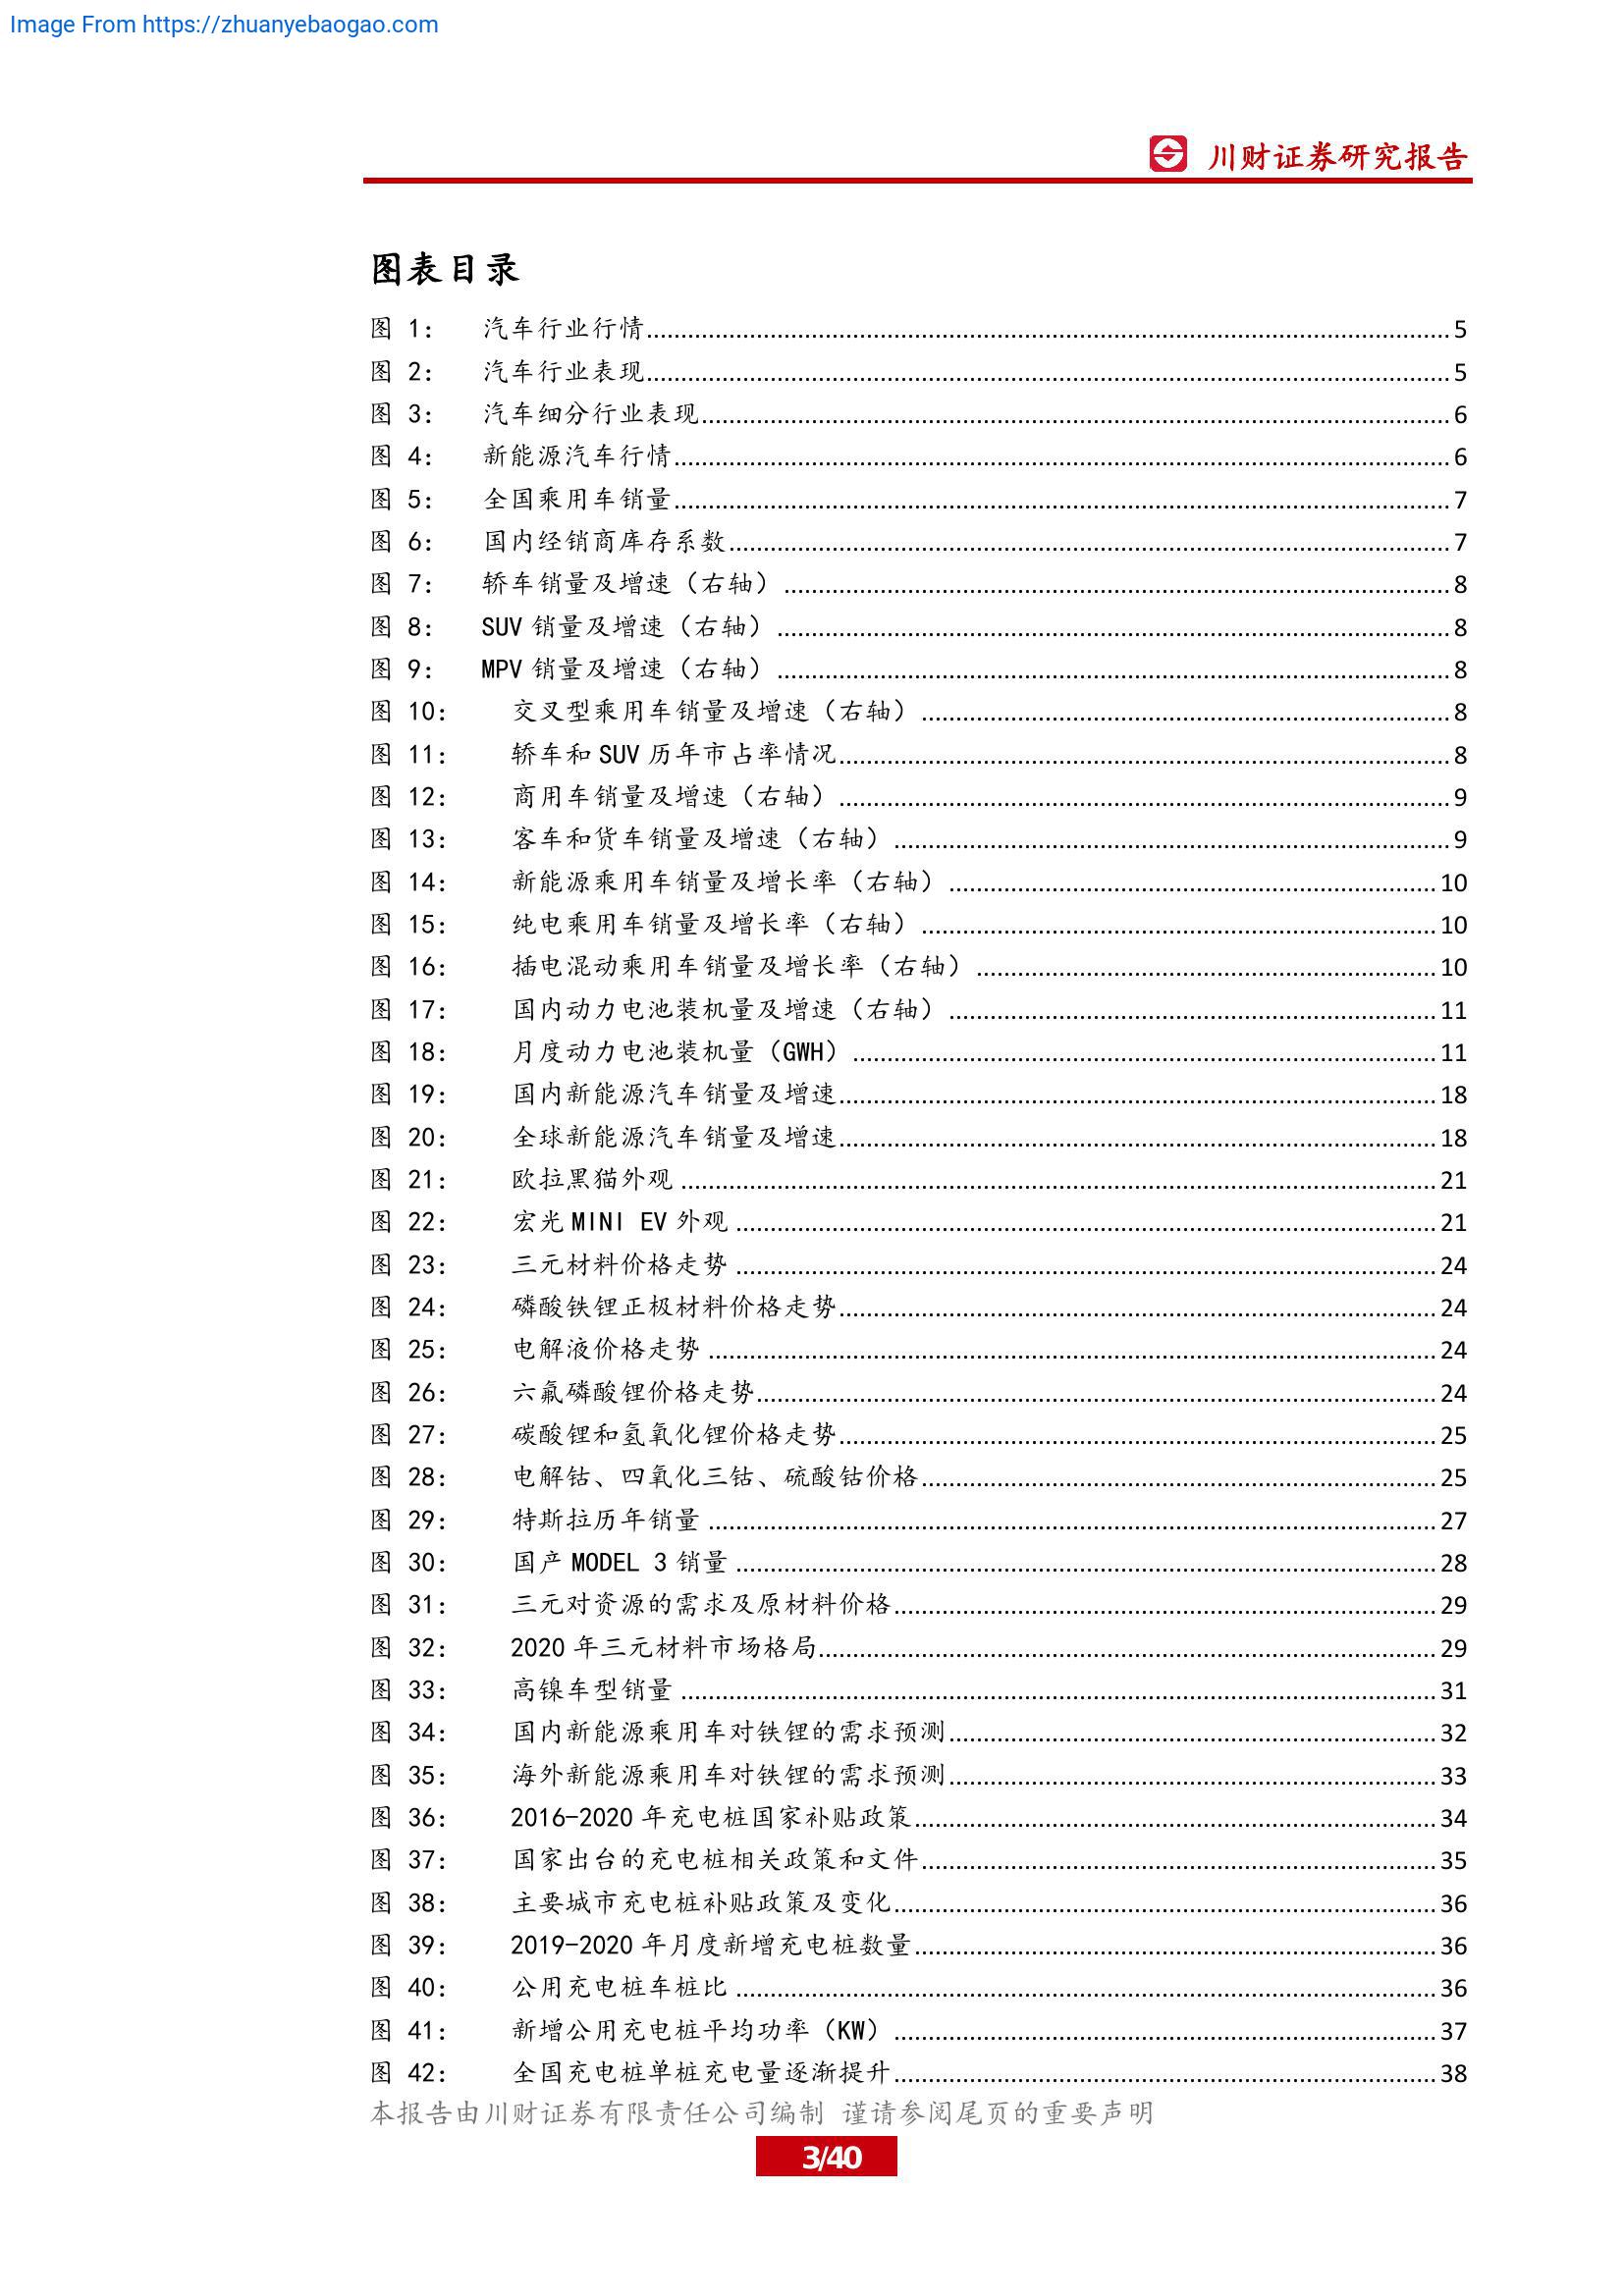 Image From https://zhuanyebaogao.com
川财证券研究报告
图表目录
图 1： 汽车行业行情 5
图 2： 汽车行业表现 5
图 3： 汽车细分行业表现 6
图 4： 新能源汽车行情 6
图 5： 全国乘用车销量 7
图 6： 国内经销商库存系数 7
图 7： 轿车销量及增速（右轴） 8
图 8： SUV 销量及增速（右轴） 8
图 9： MPV 销量及增速（右轴） 8
图 10： 交叉型乘用车销量及增速（右轴） 8
图 11： 轿车和 SUV 历年市占率情况 8
图 12： 商用车销量及增速（右轴） 9
图 13： 客车和货车销量及增速（右轴） 9
图 14： 新能源乘用车销量及增长率（右轴） 10
图 15： 纯电乘用车销量及增长率（右轴） 10
图 16： 插电混动乘用车销量及增长率（右轴） 10
图 17： 国内动力电池装机量及增速（右轴） 11
图 18： 月度动力电池装机量（GWH） 11
图 19： 国内新能源汽车销量及增速 18
图 20： 全球新能源汽车销量及增速 18
图 21： 欧拉黑猫外观 21
图 22： 宏光 MINI EV 外观 21
图 23： 三元材料价格走势 24
图 24： 磷酸铁锂正极材料价格走势 24
图 25： 电解液价格走势 24
图 26： 六氟磷酸锂价格走势 24
图 27： 碳酸锂和氢氧化锂价格走势 25
图 28： 电解钴、四氧化三钴、硫酸钴价格 25
图 29： 特斯拉历年销量 27
图 30： 国产 MODEL 3 销量 28
图 31： 三元对资源的需求及原材料价格 29
图 32： 2020 年三元材料市场格局 29
图 33： 高镍车型销量 31
图 34： 国内新能源乘用车对铁锂的需求预测 32
图 35： 海外新能源乘用车对铁锂的需求预测 33
图 36： 2016-2020 年充电桩国家补贴政策 34
图 37： 国家出台的充电桩相关政策和文件 35
图 38： 主要城市充电桩补贴政策及变化 36
图 39： 2019-2020 年月度新增充电桩数量 36
图 40： 公用充电桩车桩比 36
图 41： 新增公用充电桩平均功率（KW） 37
图 42： 全国充电桩单桩充电量逐渐提升 38
本报告由川财证券有限责任公司编制 谨请参阅尾页的重要声明
3/40